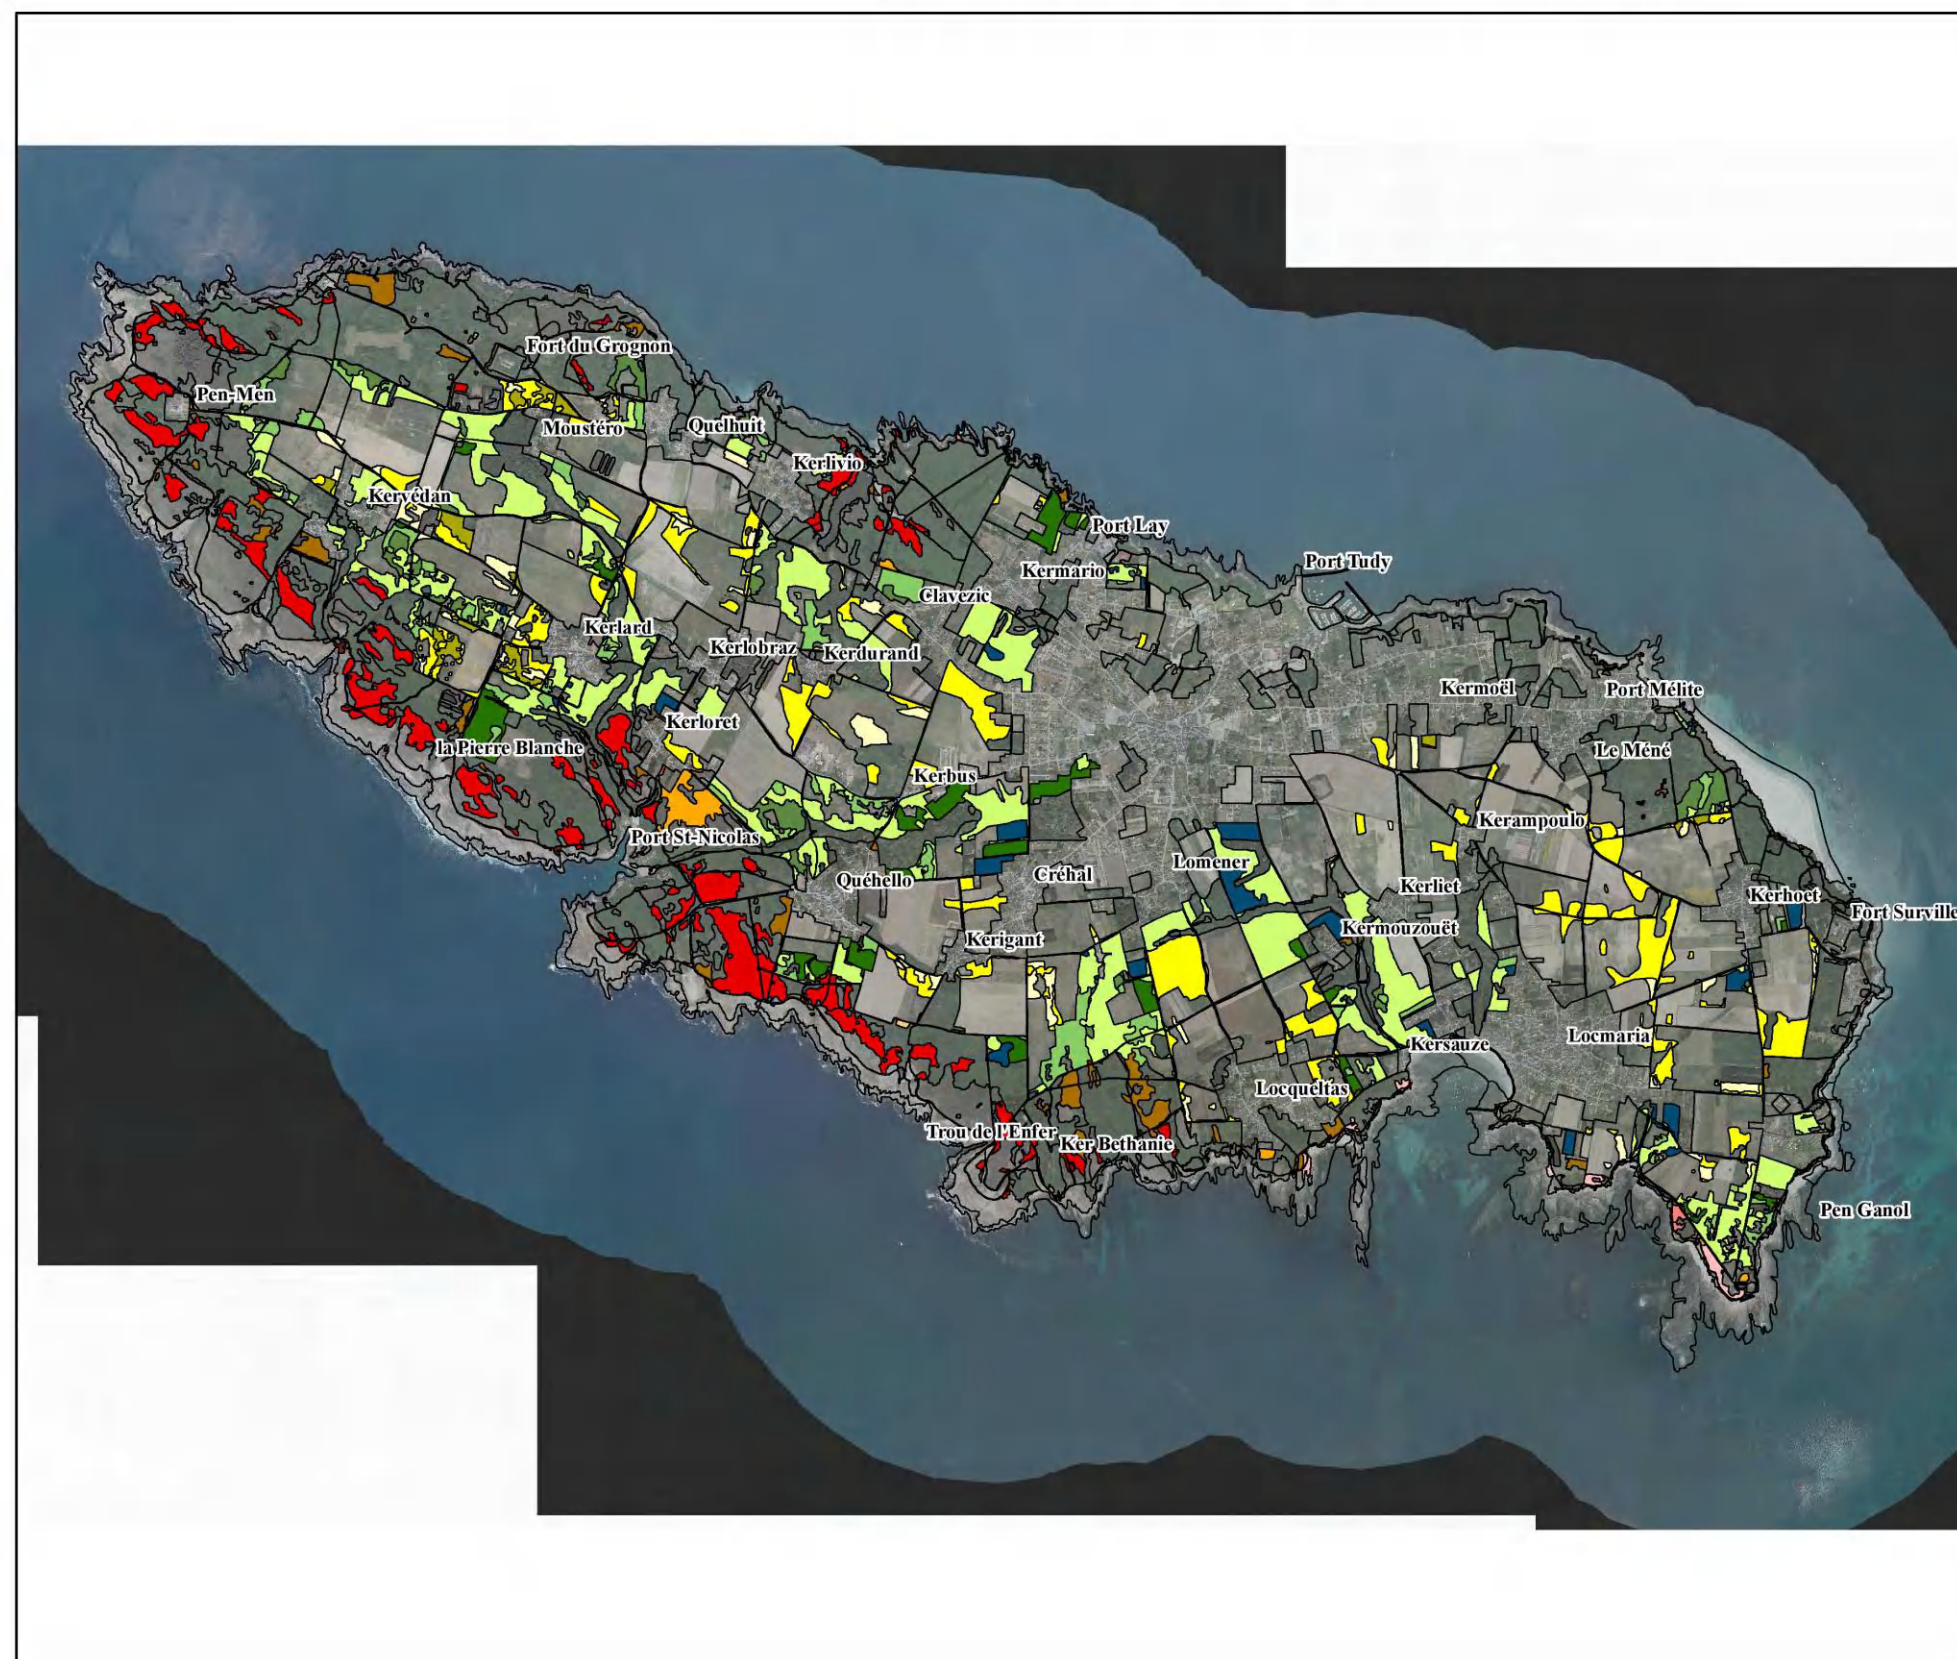 Fort du Grognon
Pen-Men
Moustéro
Quelhuit
Kerlivio
Kervédan
Port Lay
Port Tudy
Kermario
Clavezic
Kerlard
Kerlobraz
Kerdurand
Kermoël
Port Mélite
Kerloret
la Pierre Blanche
Le Méné
Kerbus
Kerampoulo
Port St-Nicolas
Lomener
Quéhello
Créhal
Kerliet
Kerhoet
Fort Surville
Kermouzouët
Kerigant
Locmaria
Kersauze
Locqueltas
Trou de l'Enfer
Ker Bethanie
Pen Ganol